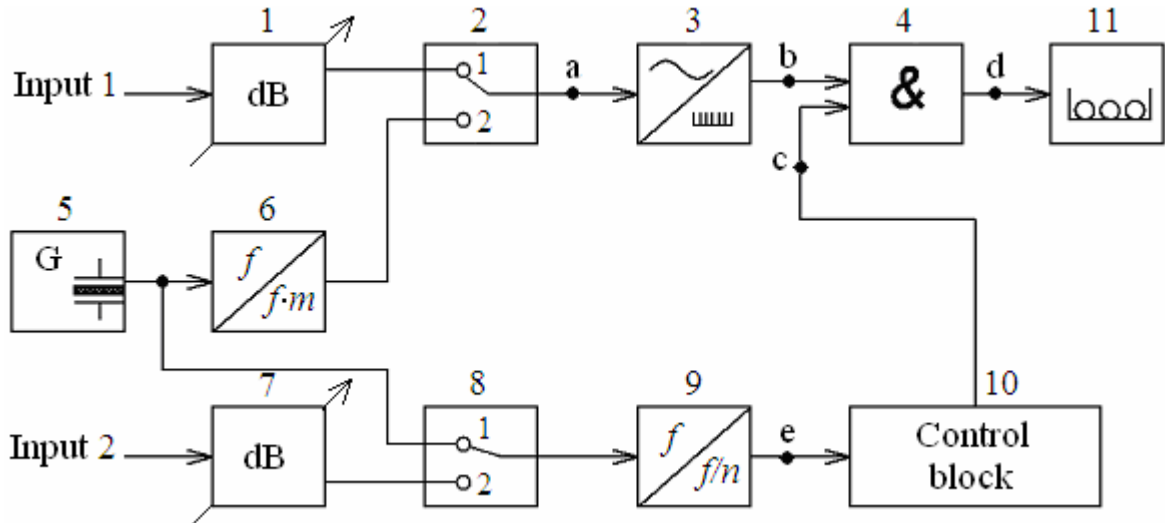 1 2 3 4 11
Input 1 dB 1 2 a b & d
c
5 6
G f f·m
7 8 9 10
Input 2 dB 1 2 f f/n e Control
block